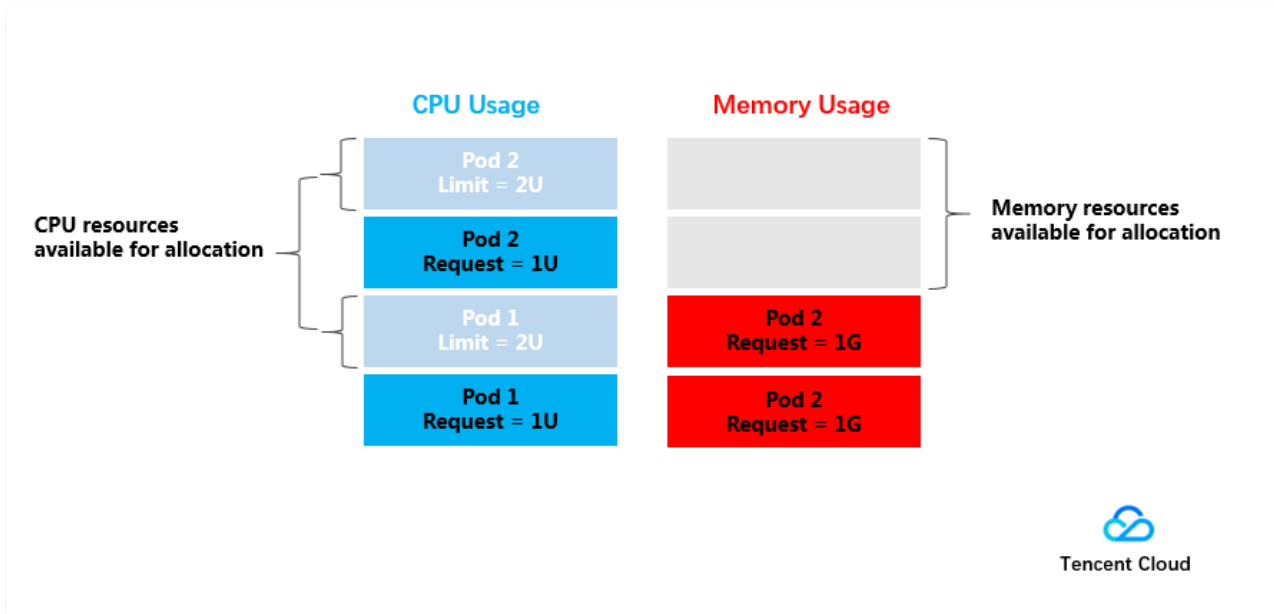 CPU Usage
Memory Usage
Pod 2
Limit = 2U
Pod 2
Request = 1U
Pod 1
Limit = 2U
Pod 1
Request = 1U
CPU resources
available for allocation
Pod 2
Request = 1G
Pod 2
Request = 1G
Memory resources
available for allocation
Tencent Cloud